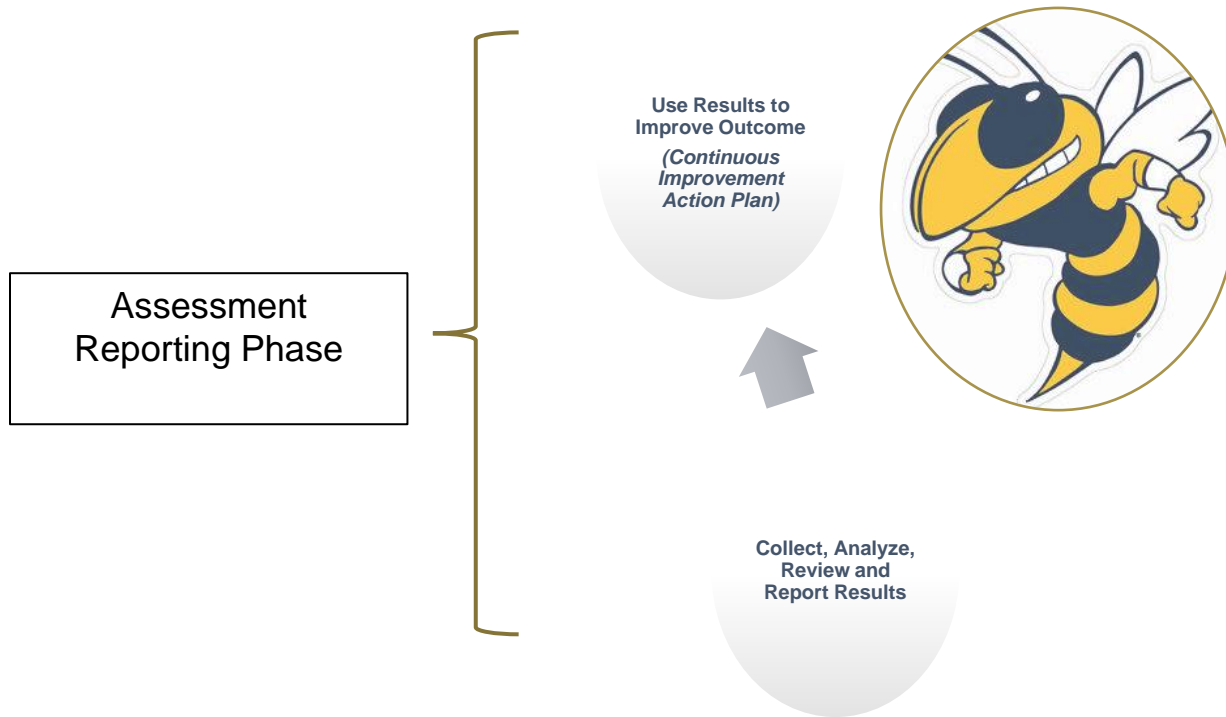 Use Results to
Improve Outcome
(Continuous
Improvement
Action Plan)
Assessment
Reporting Phase
Collect, Analyze,
Review and
Report Results